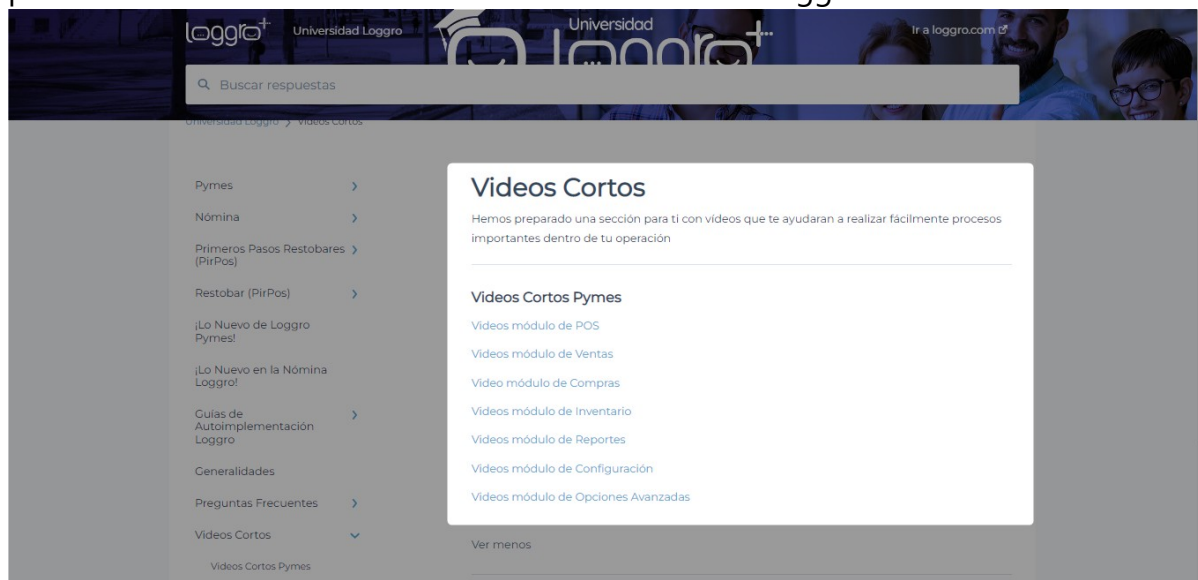 loggro
Universidad Loggro
Universidad
loggro
Ir a loggro.com
Buscar respuestas
Universidad Loggro > Videos Cortos
Pymes
Nómina
Primeros Pasos Restobares
(PirPos)
Restobar (PirPos)
¡Lo Nuevo de Loggro
Pymes!
¡Lo Nuevo en la Nómina
Loggro!
Guías de
Autoimplementación
Loggro
Generalidades
Preguntas Frecuentes
Videos Cortos
Videos Cortos Pymes
Videos Cortos
Hemos preparado una sección para ti con vídeos que te ayudaran a realizar fácilmente procesos
importantes dentro de tu operación
Videos Cortos Pymes
Videos módulo de POS
Videos módulo de Ventas
Video módulo de Compras
Videos módulo de Inventario
Videos módulo de Reportes
Videos módulo de Configuración
Videos módulo de Opciones Avanzadas
Ver menos